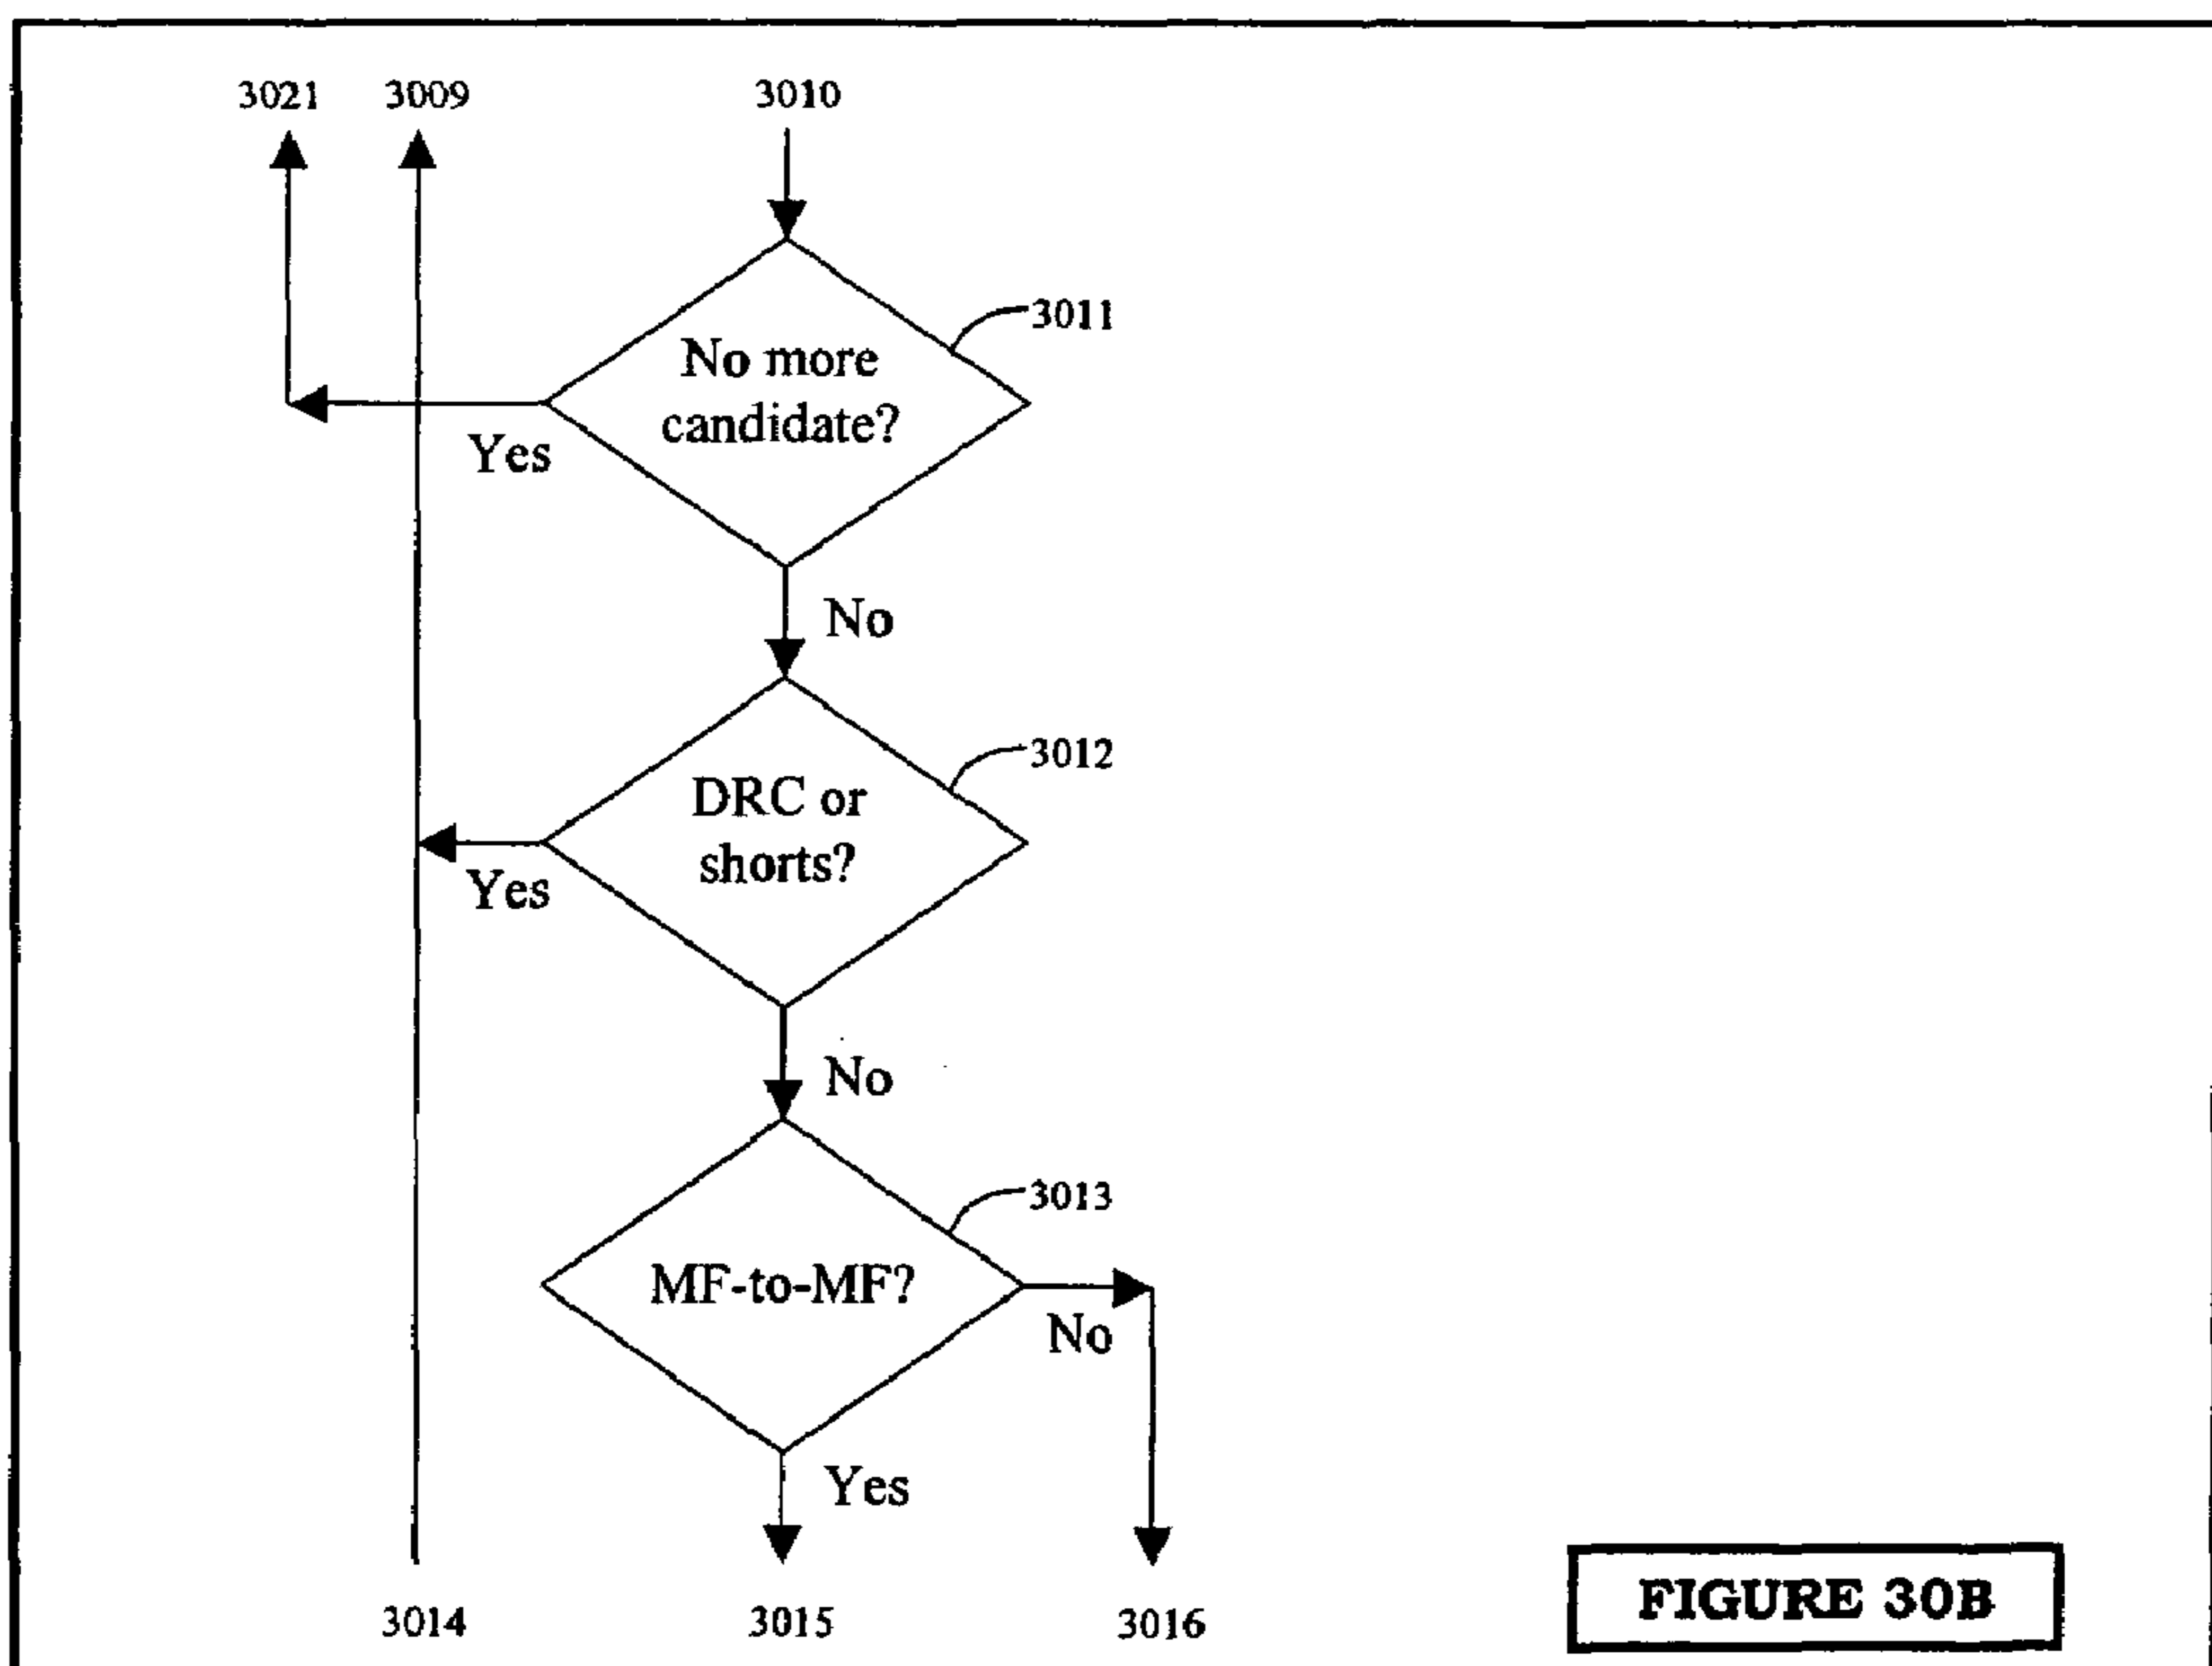 3021 3009 3010
3011
No more
candidate?
Yes
No
3012
DRC or
shorts?
Yes
No
3013
MF-to-MF?
No
Yes
3014 3015 3016
FIGURE 30B